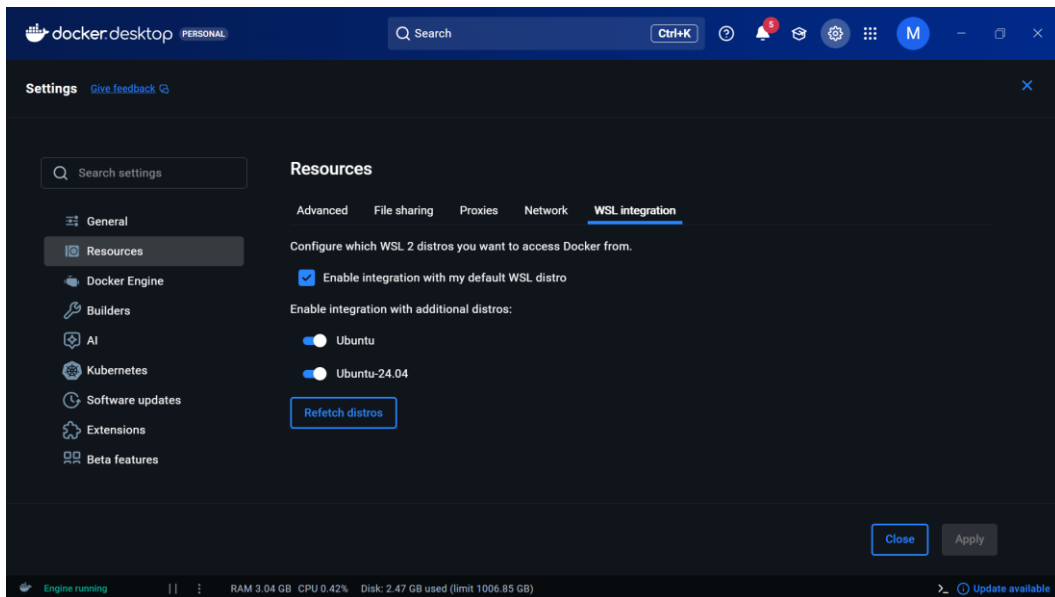 docker.desktop PERSONAL
Search
Ctrl+K
5
M
Settings Give feedback
Search settings
General
Resources
Docker Engine
Builders
AI
Kubernetes
Software updates
Extensions
Beta features
Resources
Advanced File sharing Proxies Network WSL integration
Configure which WSL 2 distros you want to access Docker from.
Enable integration with my default WSL distro
Enable integration with additional distros:
Ubuntu
Ubuntu-24.04
Refetch distros
Close Apply
Engine running RAM 3.04 GB CPU 0.42% Disk: 2.47 GB used (limit 1006.85 GB) Update available